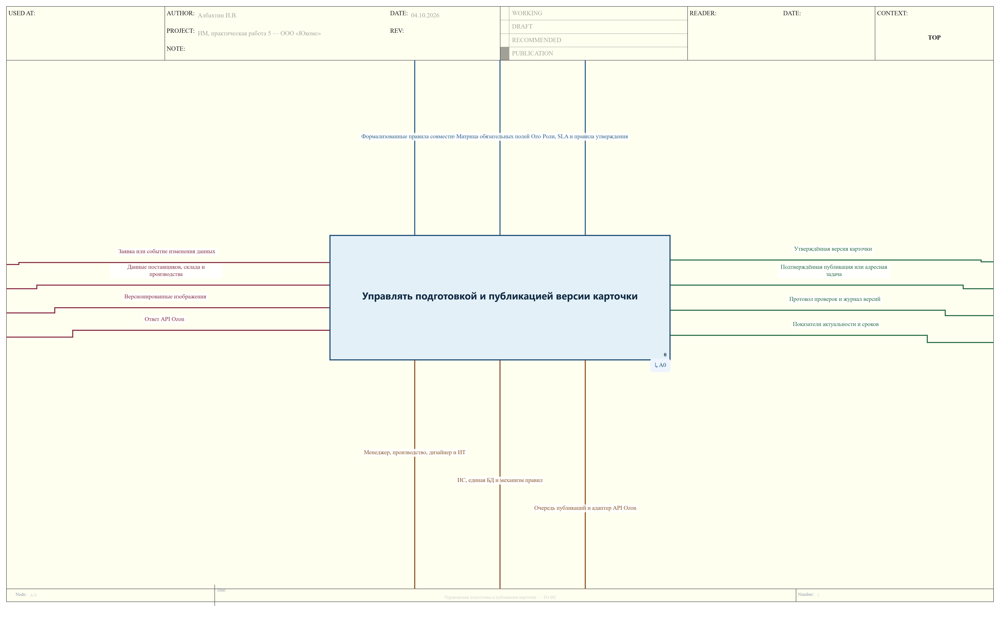 USED AT:
AUTHOR: Албахтин И.В.
DATE: 04.10.2026
PROJECT: ИМ, практическая работа 5 — ООО «Юкомс»
REV:
NOTE:
WORKING
DRAFT
RECOMMENDED
PUBLICATION
READER:
DATE:
CONTEXT:
TOP
Формализованные правила совмести
Матрица обязательных полей Ozo
Роли, SLA и правила утверждения
Заявка или событие изменения данных
Данные поставщиков, склада и
производства
Версионированные изображения
Ответ API Ozon
Управлять подготовкой и публикацией версии карточки
0
↳ A0
Утверждённая версия карточки
Подтверждённая публикация или адресная
задача
Протокол проверок и журнал версий
Показатели актуальности и сроков
Менеджер, производство, дизайнер и ИТ
ИС, единая БД и механизм правил
Очередь публикаций и адаптер API Ozon
Node: A-0
Title:
Управляемая подготовка и публикация карточки — TO-BE
Number: 1